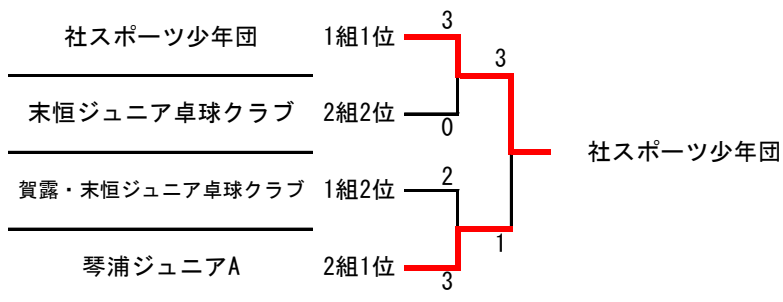 社スポーツ少年団 1組1位 3
3
末恒ジュニア卓球クラブ 2組2位 0
社スポーツ少年団
賀露・末恒ジュニア卓球クラブ 1組2位 2
1
琴浦ジュニアA 2組1位 3